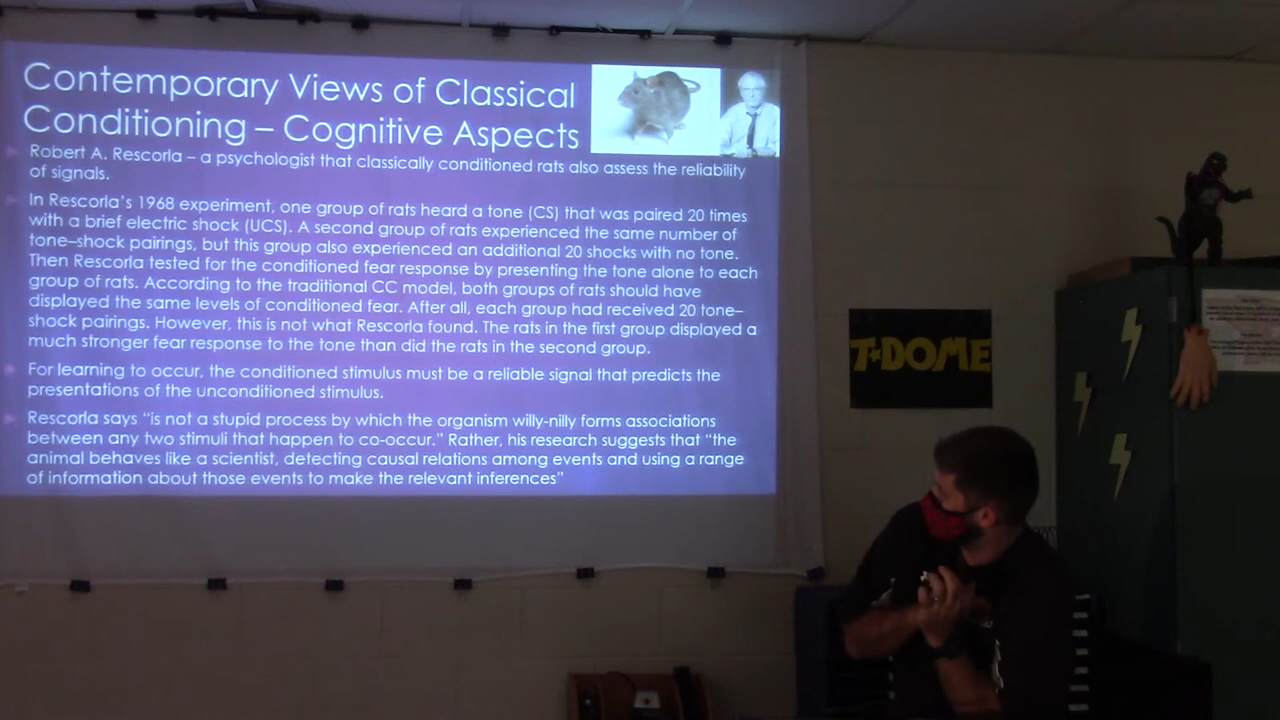 Contemporary Views of Classical
Conditioning – Cognitive Aspects
Robert A. Rescorla – a psychologist that classically conditioned rats also assess the reliability
of signals.
In Rescorla's 1968 experiment, one group of rats heard a tone (CS) that was paired 20 times
with a brief electric shock (UCS). A second group of rats experienced the same number of
tone–shock pairings, but this group also experienced an additional 20 shocks with no tone.
Then Rescorla tested for the conditioned fear response by presenting the tone alone to each
group of rats. According to the traditional CC model, both groups of rats should have
displayed the same levels of conditioned fear. After all, each group had received 20 tone–
shock pairings. However, this is not what Rescorla found. The rats in the first group displayed a
much stronger fear response to the tone than did the rats in the second group.
For learning to occur, the conditioned stimulus must be a reliable signal that predicts the
presentations of the unconditioned stimulus.
Rescorla says “is not a stupid process by which the organism willy-nilly forms associations
between any two stimuli that happen to co-occur.” Rather, his research suggests that “the
animal behaves like a scientist, detecting causal relations among events and using a range
of information about those events to make the relevant inferences”
T★DOME